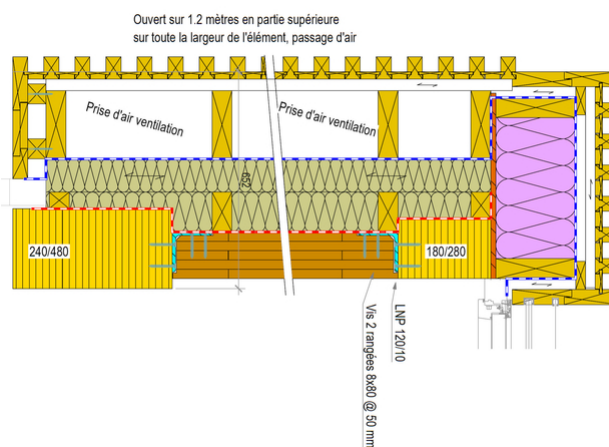 Ouvert sur 1.2 mètres en partie supérieure
sur toute la largeur de l'élément, passage d'air
Prise d'air ventilation
Prise d'air ventilation
652
240/480
180/280
LNP 120/10
Vis 2 rangées 8x80 @ 50 mm